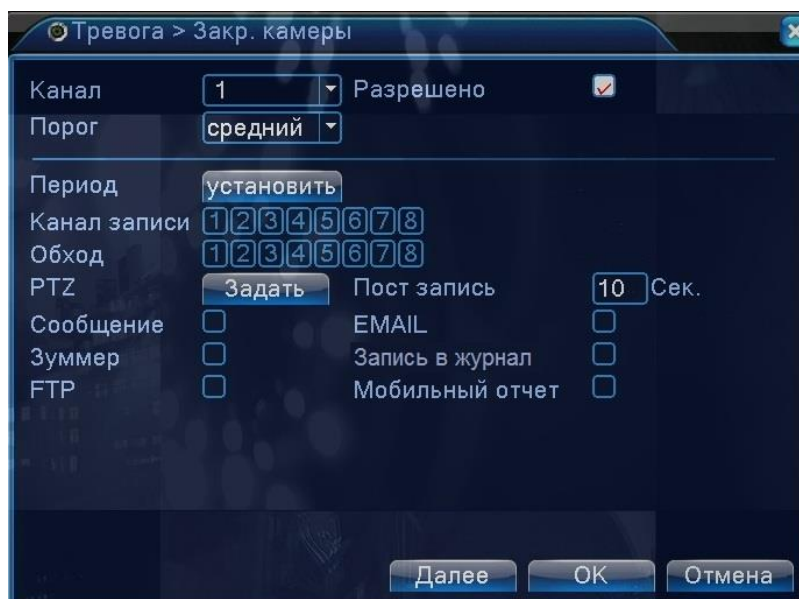 Тревога > Закр. камеры
Канал 1 Разрешено
Порог средний
Период установить
Канал записи 1 2 3 4 5 6 7 8
Обход 1 2 3 4 5 6 7 8
PTZ Задать Пост запись 10 Сек.
Сообщение EMAIL
Зуммер Запись в журнал
FTP Мобильный отчет
Далее OK Отмена